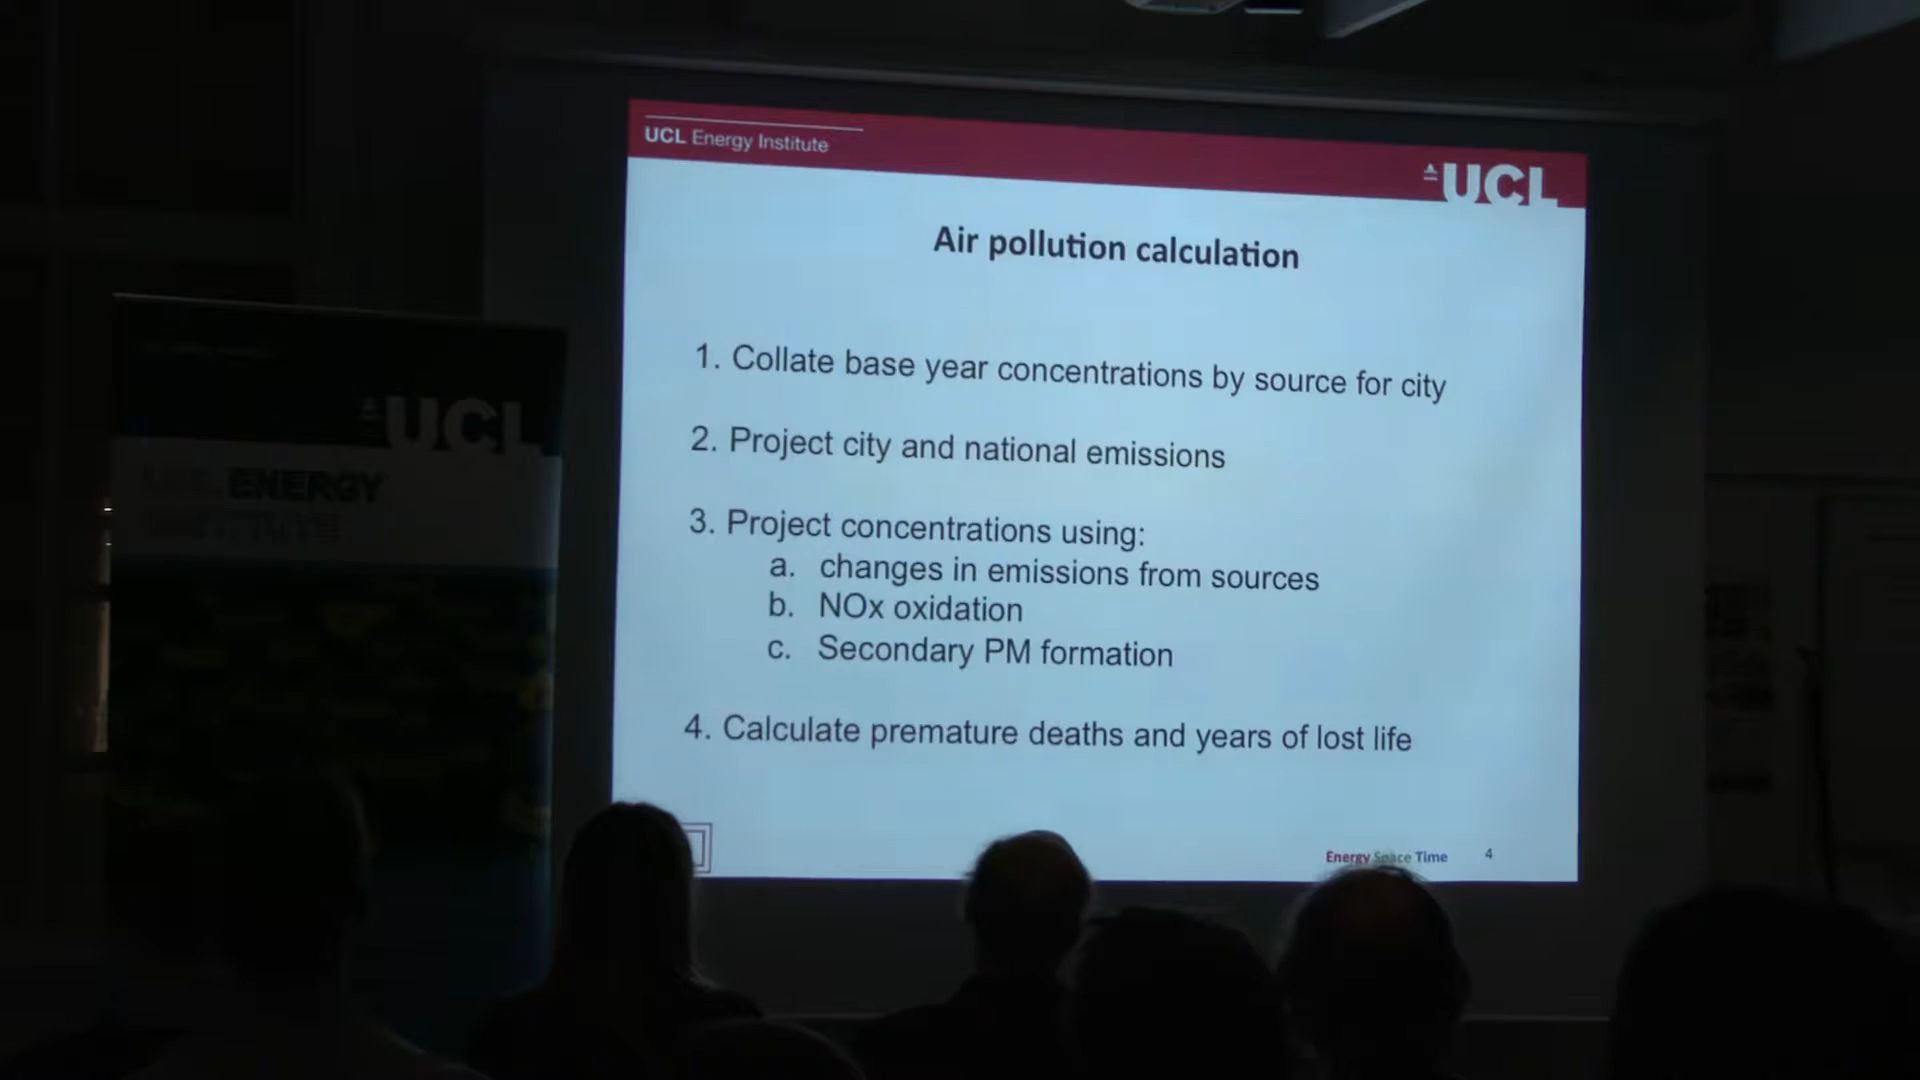 UCL Energy Institute
UCL
Air pollution calculation
1. Collate base year concentrations by source for city
2. Project city and national emissions
3. Project concentrations using:
a. changes in emissions from sources
b. NOx oxidation
c. Secondary PM formation
4. Calculate premature deaths and years of lost life
Energy Space Time
4
UCL
UCL ENERGY
INSTITUTE